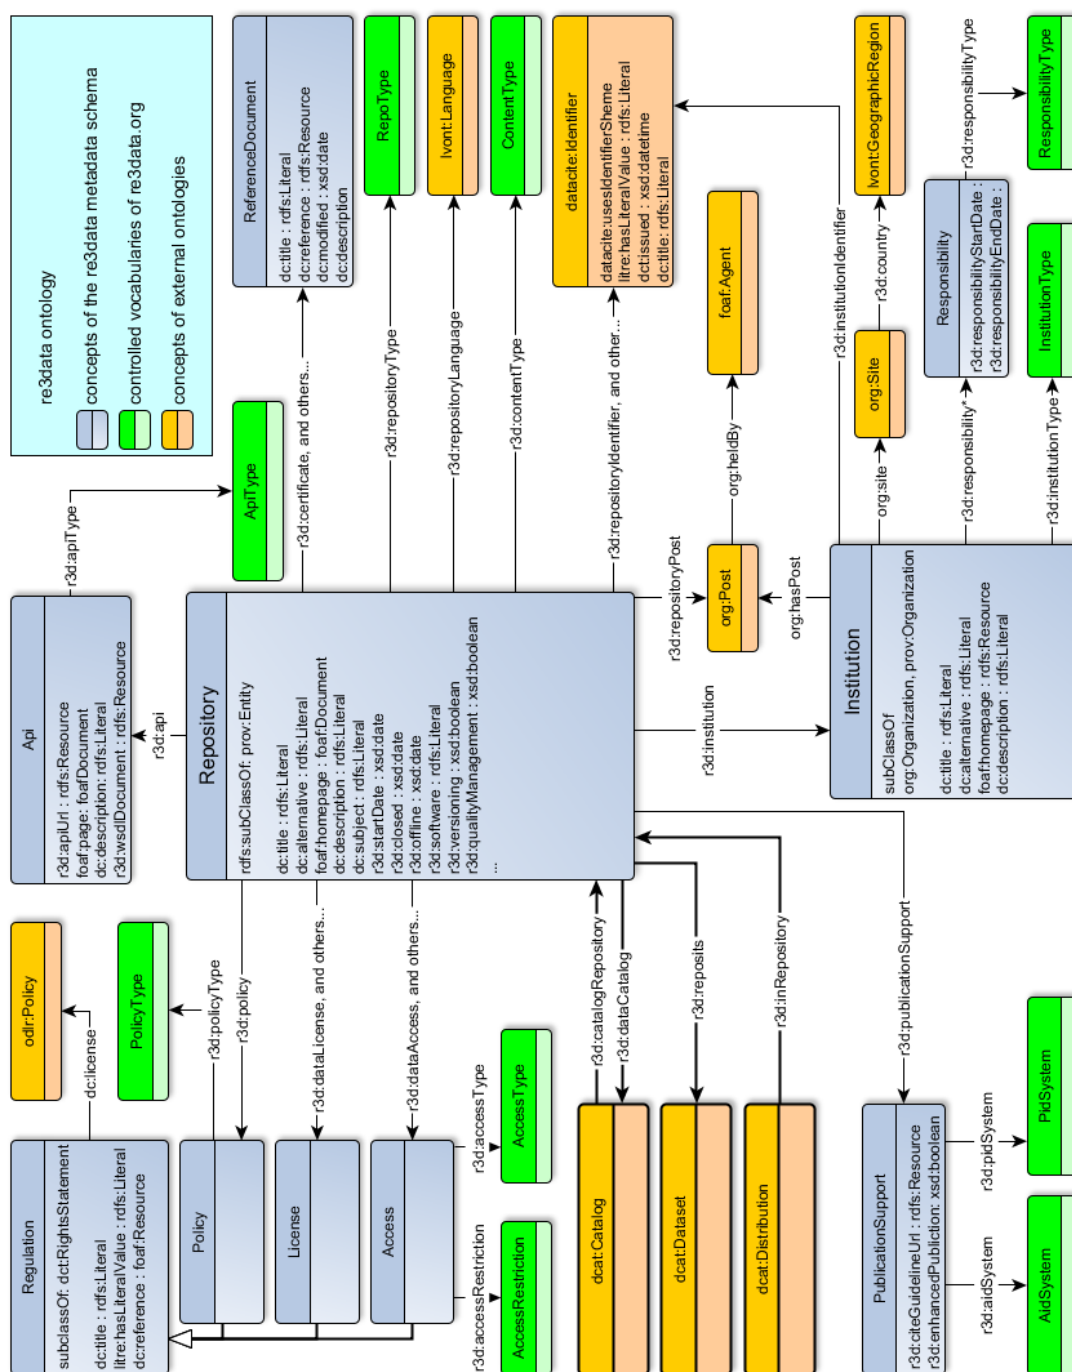 re3data ontology
concepts of the re3data metadata schema
controlled vocabularies of re3data.org
concepts of external ontologies
Regulation
subclassOf: dct:RightsStatement
dc:title : rdfs:Literal
litre:hasLiteralValue : rdfs:Literal
dc:reference : foaf:Resource
dc:license
odlr:Policy
PolicyType
r3d:policyType
r3d:policy
Policy
License
r3d:dataLicense, and others...
Access
r3d:dataAccess, and others...
r3d:accessType
AccessType
r3d:accessRestriction
AccessRestriction
Api
r3d:apiUrl : rdfs:Resource
foaf:page: foafDocument
dc:description: rdfs:Literal
r3d:wsdlDocument : rdfs:Resource
r3d:apiType
ApiType
r3d:api
Repository
rdfs:subClassOf: prov:Entity
dc:title : rdfs:Literal
dc:alternative : rdfs:Literal
foaf:homepage : foaf:Document
dc:description : rdfs:Literal
dc:subject : rdfs:Literal
r3d:startDate : xsd:date
r3d:closed : xsd:date
r3d:offline : xsd:date
r3d:software : rdfs:Literal
r3d:versioning : xsd:boolean
r3d:qualityManagement : xsd:boolean
...
r3d:certificate, and others...
ReferenceDocument
dc:title : rdfs:Literal
dc:reference : rdfs:Resource
dc:modified : xsd:date
dc:description
r3d:repositoryType
RepoType
r3d:repositoryLanguage
lvont:Language
r3d:contentType
ContentType
r3d:repositoryIdentifier, and other...
datacite:Identifier
datacite:usesIdentifierScheme
litre:hasLiteralValue : rdfs:Literal
dct:issued : xsd:datetime
dc:title: rdfs:Literal
r3d:repositoryPost
org:Post
org:heldBy
foaf:Agent
org:hasPost
r3d:institution
Institution
subClassOf
org:Organization, prov:Organization
dc:title : rdfs:Literal
dc:alternative : rdfs:Literal
foaf:homepage : rdfs:Resource
dc:description : rdfs:Literal
r3d:institutionIdentifier
org:site
org:Site
r3d:country
lvont:GeographicRegion
r3d:responsibility*
Responsibility
r3d:responsibilityStartDate :
r3d:responsibilityEndDate :
r3d:responsibilityType
ResponsibilityType
r3d:institutionType
InstitutionType
r3d:catalogRepository
r3d:dataCatalog
dcat:Catalog
r3d:reposits
dcat:Dataset
r3d:inRepository
dcat:Distribution
r3d:publicationSupport
PublicationSupport
r3d:citeGuidelineUrl : rdfs:Resource
r3d:enhancedPubliction: xsd:boolean
r3d:pidSystem
PidSystem
r3d:aidSystem
AidSystem